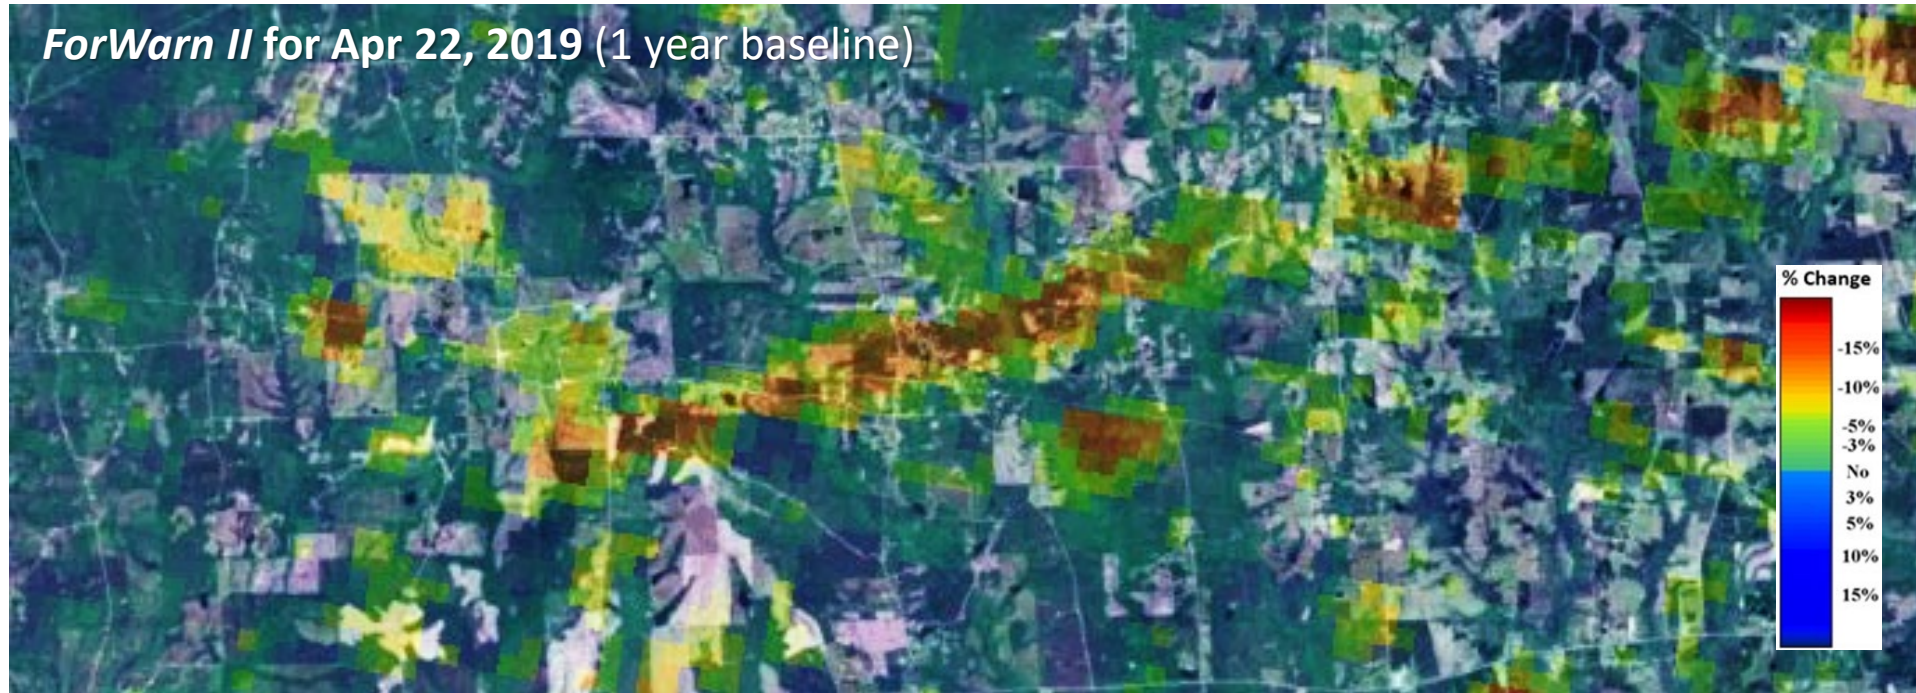 ForWarn II for Apr 22, 2019 (1 year baseline)
% Change
-15%
-10%
-5%
-3%
No
3%
5%
10%
15%